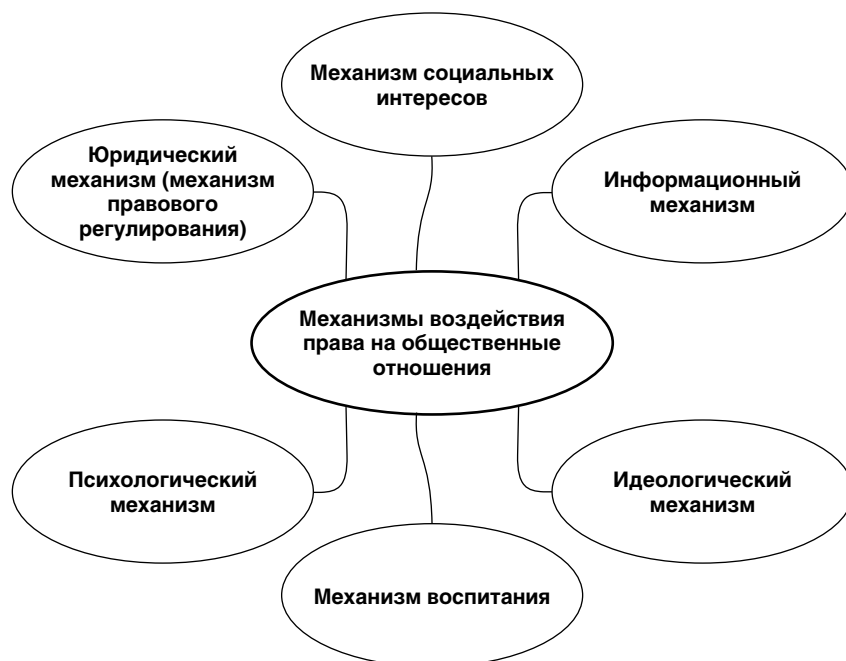 Механизм социальных
интересов
Юридический
механизм (механизм
правового
регулирования)
Информационный
механизм
Механизмы воздействия
права на общественные
отношения
Психологический
механизм
Идеологический
механизм
Механизм воспитания